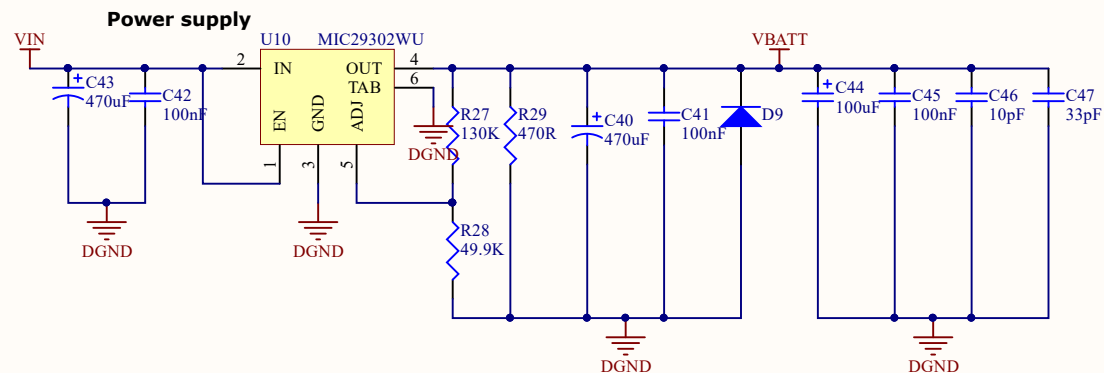 Power supply
VIN
U10
MIC29302WU
VBATT
2
4
IN
OUT
6
TAB
EN
GND
ADJ
1
3
5
C43
470uF
C42
100nF
DGND
DGND
DGND
R27
130K
R29
470R
R28
49.9K
C40
470uF
C41
100nF
D9
C44
100uF
C45
100nF
C46
10pF
C47
33pF
DGND
DGND